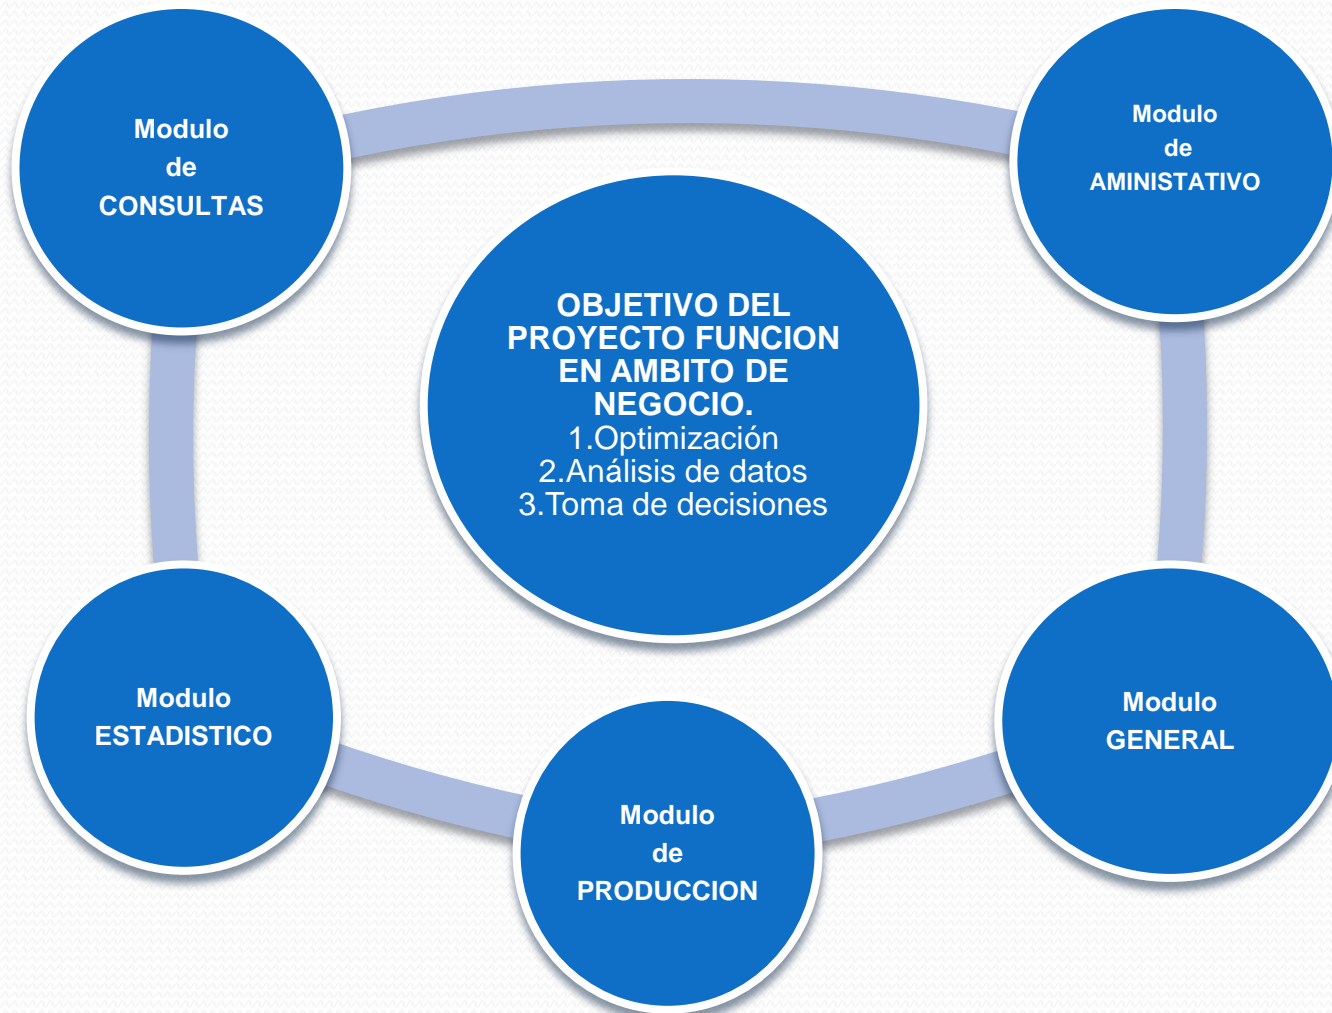 Modulo
de
CONSULTAS
Modulo
de
AMINISTATIVO
OBJETIVO DEL
PROYECTO FUNCION
EN AMBITO DE
NEGOCIO.
1.Optimización
2.Análisis de datos
3.Toma de decisiones
Modulo
ESTADISTICO
Modulo
GENERAL
Modulo
de
PRODUCCION